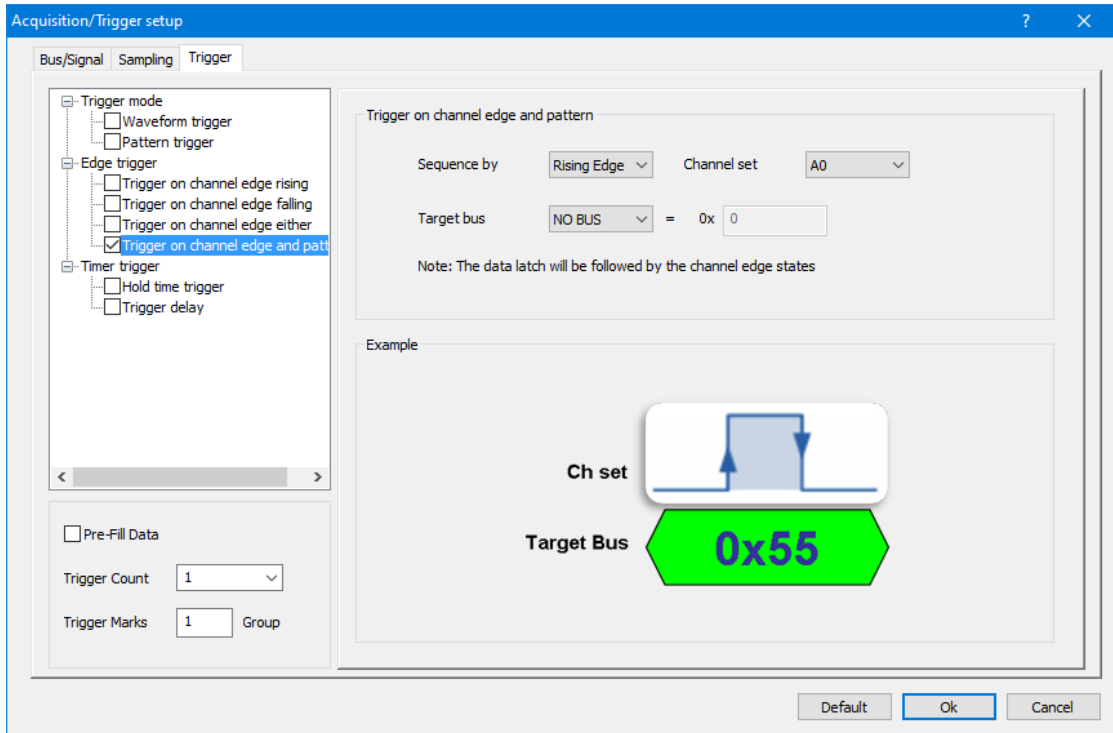 Acquisition/Trigger setup
?
Bus/Signal Sampling Trigger
Trigger mode
Waveform trigger
Pattern trigger
Edge trigger
Trigger on channel edge rising
Trigger on channel edge falling
Trigger on channel edge either
Trigger on channel edge and patt
Timer trigger
Hold time trigger
Trigger delay
Pre-Fill Data
Trigger Count 1
Trigger Marks 1 Group
Trigger on channel edge and pattern
Sequence by Rising Edge Channel set A0
Target bus NO BUS = 0x 0
Note: The data latch will be followed by the channel edge states
Example
Ch set
Target Bus 0x55
Default Ok Cancel